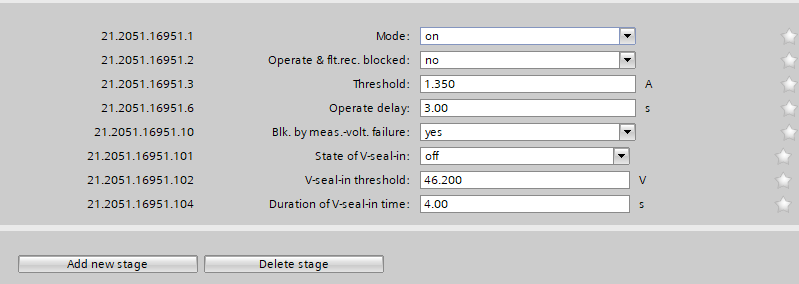 21.2051.16951.1 Mode: on
21.2051.16951.2 Operate & flt.rec. blocked: no
21.2051.16951.3 Threshold: 1.350 A
21.2051.16951.6 Operate delay: 3.00 s
21.2051.16951.10 Blk. by meas.-volt. failure: yes
21.2051.16951.101 State of V-seal-in: off
21.2051.16951.102 V-seal-in threshold: 46.200 V
21.2051.16951.104 Duration of V-seal-in time: 4.00 s
Add new stage Delete stage